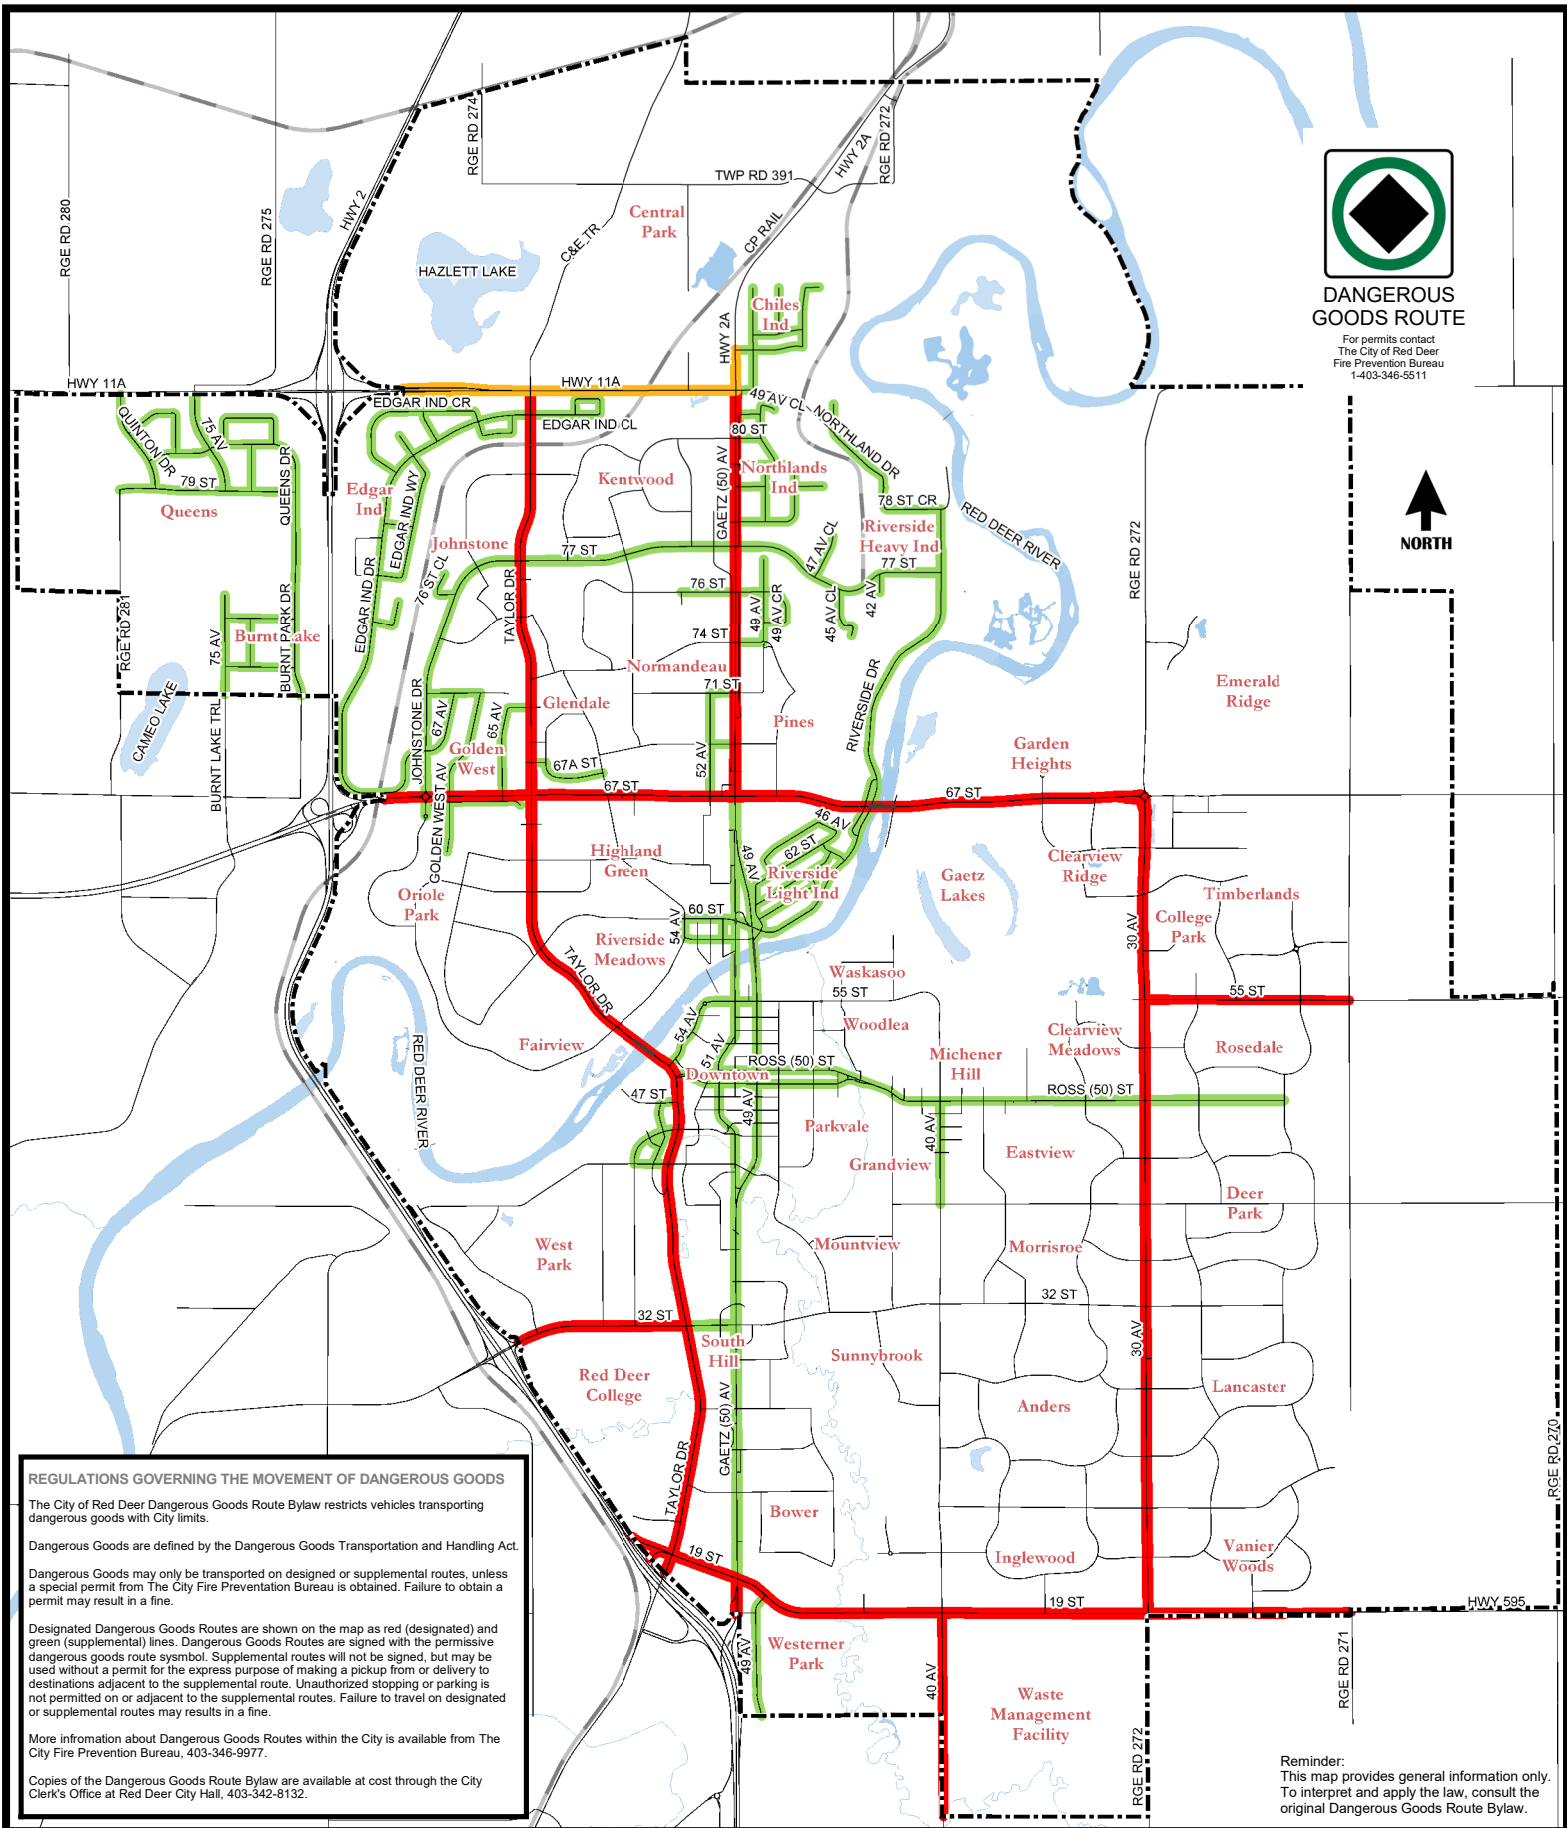 RGE RD 274
HWY 2A
RGE RD 272
TWP RD 391
RGE RD 280
RGE RD 275
HWY 2
C&E TR
CP RAIL
Central
Park
HAZLETT LAKE
DANGEROUS
GOODS ROUTE
For permits contact
The City of Red Deer
Fire Prevention Bureau
1-403-346-5511
Chiles
Ind
HWY 2A
HWY 11A
HWY 11A
EDGAR IND CR
EDGAR IND CL
49 AV CL
NORTHLAND DR
QUINTON DR
75 AV
QUEENS DR
79 ST
Queens
Edgar
Ind
EDGAR IND WY
Kentwood
80 ST
GAETZ (50) AV
Northlands
Ind
78 ST CR
Riverside
Heavy Ind
RED DEER RIVER
RGE RD 272
NORTH
Johnstone
77 ST
47 AV CL
77 ST
76 ST CL
TAYLOR DR
76 ST
49 AV
49 AV CR
45 AV CL
42 AV
EDGAR IND DR
RGE RD 281
75 AV
Burnt Lake
BURNT PARK DR
74 ST
Normandeau
71 ST
CAMEO LAKE
BURNT LAKE TRL
JOHNSTONE DR
67 AV
65 AV
Glendale
Golden
West
67A ST
52 AV
Pines
RIVERSIDE DR
Emerald
Ridge
Garden
Heights
67 ST
67 ST
GOLDEN WEST AV
46 AV
62 ST
49 AV
Highland
Green
Riverside
Light Ind
Gaetz
Lakes
Clearview
Ridge
Timberlands
College
Park
30 AV
Oriole
Park
60 ST
54 AV
Riverside
Meadows
TAYLOR DR
Waskasoo
55 ST
55 ST
Woodlea
Clearview
Meadows
Rosedale
Fairview
54 AV
51 AV
ROSS (50) ST
Downtown
Michener
Hill
ROSS (50) ST
RED DEER RIVER
47 ST
49 AV
Parkvale
40 AV
Grandview
Eastview
Deer
Park
West
Park
Mountview
Morrisroe
32 ST
32 ST
South
Hill
Sunnybrook
30 AV
Red Deer
College
Lancaster
Anders
GAETZ (50) AV
TAYLOR DR
RGE RD 270
Bower
19 ST
Inglewood
Vanier
Woods
19 ST
HWY 595
49 AV
Westerner
Park
40 AV
Waste
Management
Facility
RGE RD 272
RGE RD 271
REGULATIONS GOVERNING THE MOVEMENT OF DANGEROUS GOODS
The City of Red Deer Dangerous Goods Route Bylaw restricts vehicles transporting
dangerous goods with City limits.
Dangerous Goods are defined by the Dangerous Goods Transportation and Handling Act.
Dangerous Goods may only be transported on designed or supplemental routes, unless
a special permit from The City Fire Preventation Bureau is obtained. Failure to obtain a
permit may result in a fine.
Designated Dangerous Goods Routes are shown on the map as red (designated) and
green (supplemental) lines. Dangerous Goods Routes are signed with the permissive
dangerous goods route sysmbol. Supplemental routes will not be signed, but may be
used without a permit for the express purpose of making a pickup from or delivery to
destinations adjacent to the supplemental route. Unauthorized stopping or parking is
not permitted on or adjacent to the supplemental routes. Failure to travel on designated
or supplemental routes may results in a fine.
More infromation about Dangerous Goods Routes within the City is available from The
City Fire Prevention Bureau, 403-346-9977.
Copies of the Dangerous Goods Route Bylaw are available at cost through the City
Clerk's Office at Red Deer City Hall, 403-342-8132.
Reminder:
This map provides general information only.
To interpret and apply the law, consult the
original Dangerous Goods Route Bylaw.